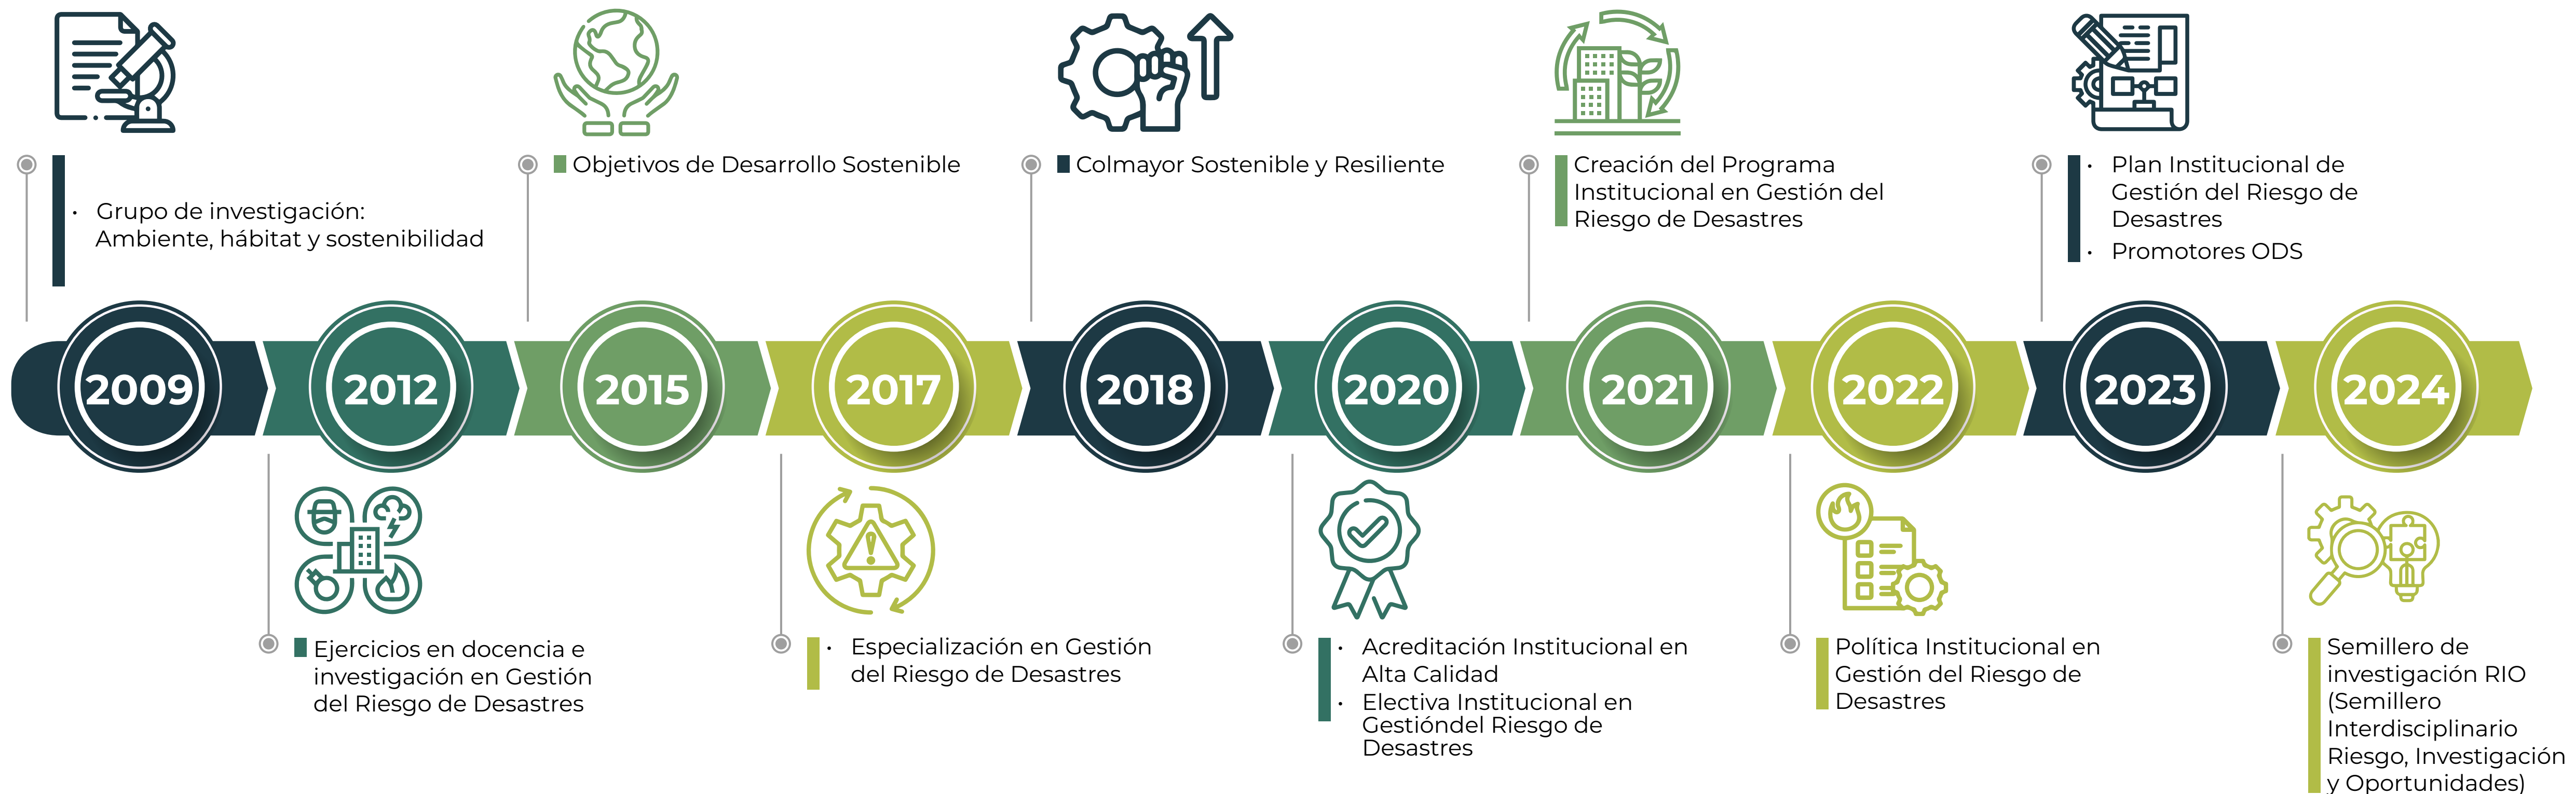 • Grupo de investigación:
Ambiente, hábitat y sostenibilidad
Objetivos de Desarrollo Sostenible
Colmayor Sostenible y Resiliente
Creación del Programa
Institucional en Gestión del
Riesgo de Desastres
• Plan Institucional de
Gestión del Riesgo de
Desastres
• Promotores ODS
2009
2012
2015
2017
2018
2020
2021
2022
2023
2024
Ejercicios en docencia e
investigación en Gestión
del Riesgo de Desastres
• Especialización en Gestión
del Riesgo de Desastres
• Acreditación Institucional en
Alta Calidad
• Electiva Institucional en
Gestióndel Riesgo de
Desastres
Política Institucional en
Gestión del Riesgo de
Desastres
Semillero de
investigación RIO
(Semillero
Interdisciplinario
Riesgo, Investigación
y Oportunidades)